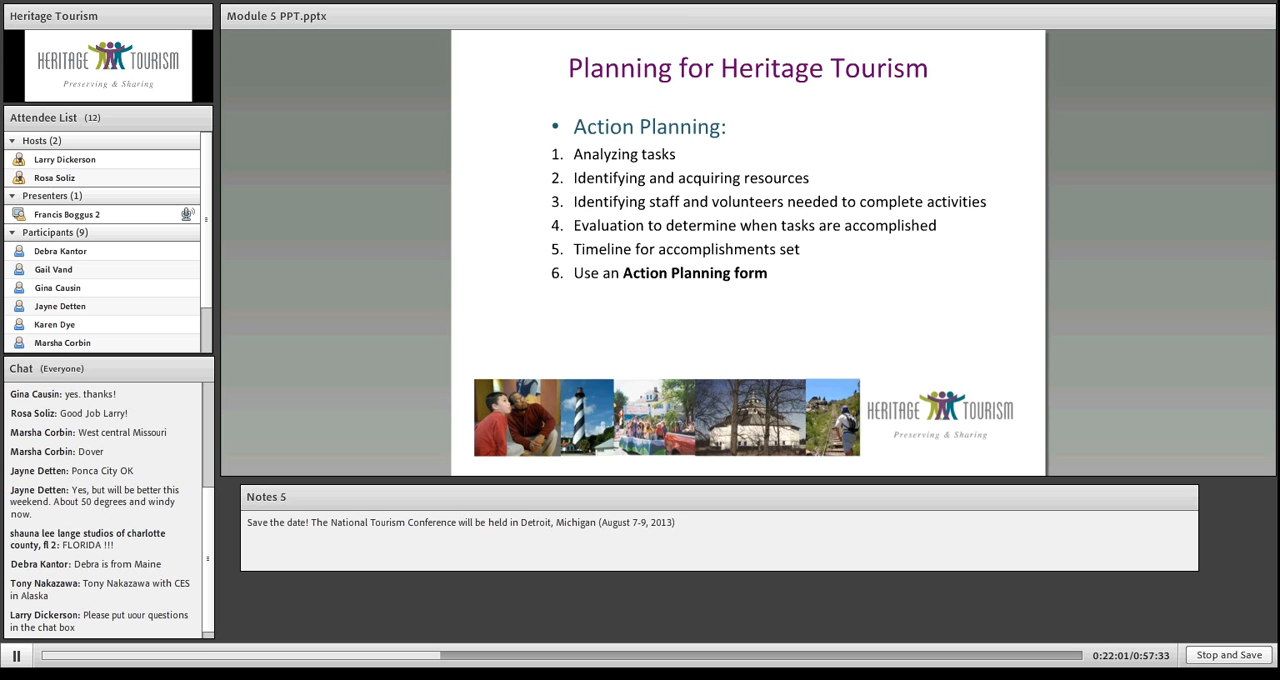 Heritage Tourism
HERITAGE TOURISM
Preserving & Sharing
Attendee List (12)
Hosts (2)
Larry Dickerson
Rosa Soliz
Presenters (1)
Francis Boggus 2
Participants (9)
Debra Kantor
Gail Vand
Gina Causin
Jayne Detten
Karen Dye
Marsha Corbin
Chat (Everyone)
Gina Causin: yes. thanks!
Rosa Soliz: Good Job Larry!
Marsha Corbin: West central Missouri
Marsha Corbin: Dover
Jayne Detten: Ponca City OK
Jayne Detten: Yes, but will be better this
weekend. About 50 degrees and windy
now.
shauna lee lange studios of charlotte
county, fl 2: FLORIDA !!!
Debra Kantor: Debra is from Maine
Tony Nakazawa: Tony Nakazawa with CES
in Alaska
Larry Dickerson: Please put uour questions
in the chat box
Module 5 PPT.pptx
Planning for Heritage Tourism
• Action Planning:
1. Analyzing tasks
2. Identifying and acquiring resources
3. Identifying staff and volunteers needed to complete activities
4. Evaluation to determine when tasks are accomplished
5. Timeline for accomplishments set
6. Use an Action Planning form
HERITAGE TOURISM
Preserving & Sharing
Notes 5
Save the date! The National Tourism Conference will be held in Detroit, Michigan (August 7-9, 2013)
0:22:01/0:57:33
Stop and Save